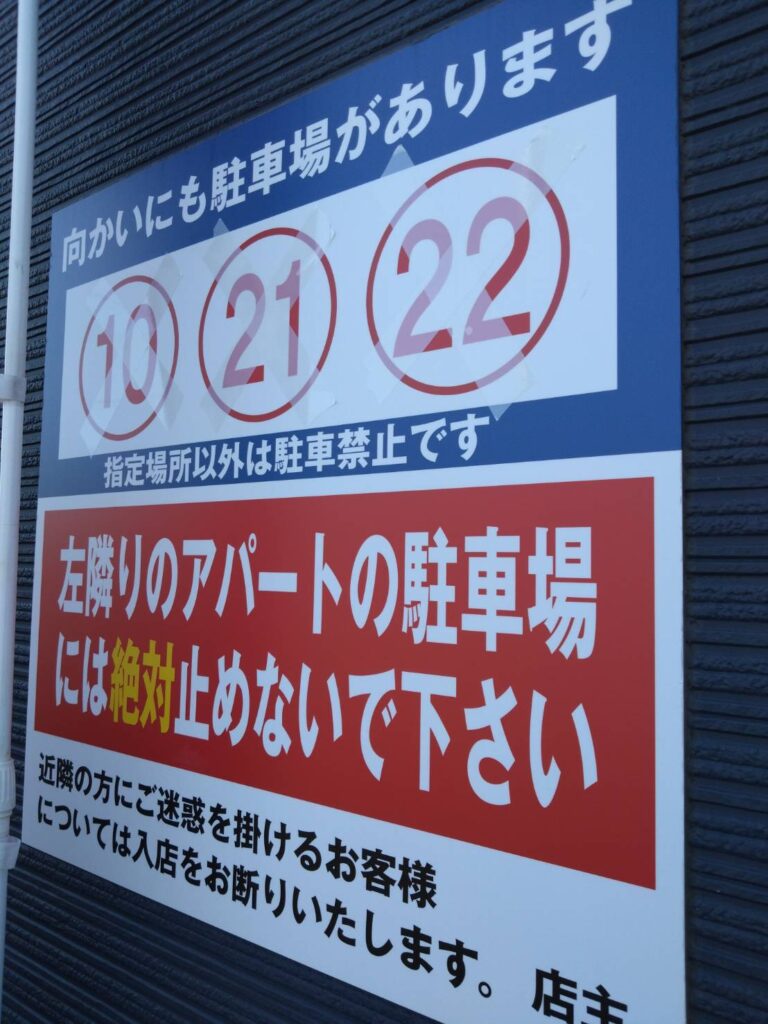 向かいにも駐車場があります
10 21 22
指定場所以外は駐車禁止です
左隣りのアパートの駐車場
には絶対止めないで下さい
近隣の方にご迷惑を掛けるお客様
については入店をお断りいたします。 店主